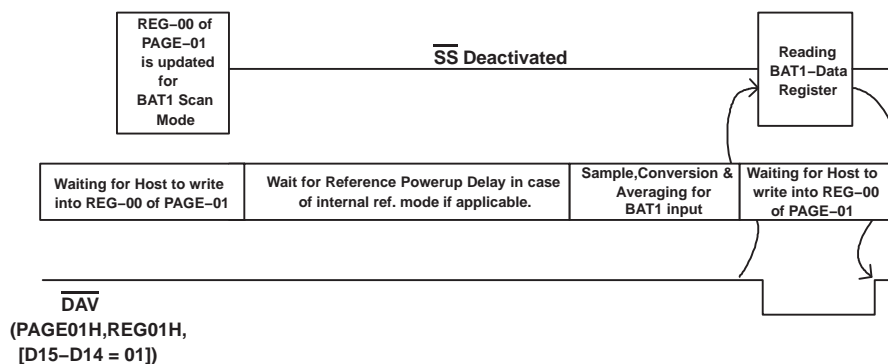 REG–00 of
PAGE–01
is updated
for
BAT1 Scan
Mode
SS Deactivated
Reading
BAT1–Data
Register
Waiting for Host to write
into REG–00 of PAGE–01
Wait for Reference Powerup Delay in case
of internal ref. mode if applicable.
Sample,Conversion &
Averaging for
BAT1 input
Waiting for Host to
write into REG–00
of PAGE–01
DAV
(PAGE01H,REG01H,
[D15–D14 = 01])